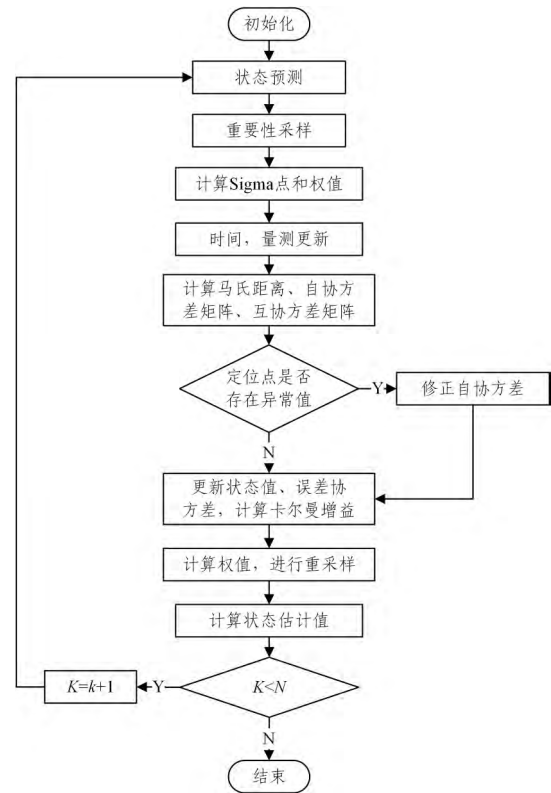 初始化
状态预测
重要性采样
计算Sigma点和权值
时间，量测更新
计算马氏距离、自协方
差矩阵、互协方差矩阵
定位点是否
存在异常值
Y
修正自协方差
N
更新状态值、误差协
方差，计算卡尔曼增益
计算权值，进行重采样
计算状态估计值
K=k+1
Y
K<N
N
结束